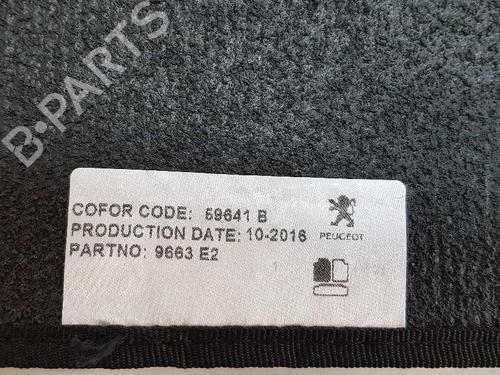 B-PARTS
COFOR CODE: 59641 B
PRODUCTION DATE: 10-2016
PARTNO: 9663 E2
PEUGEOT